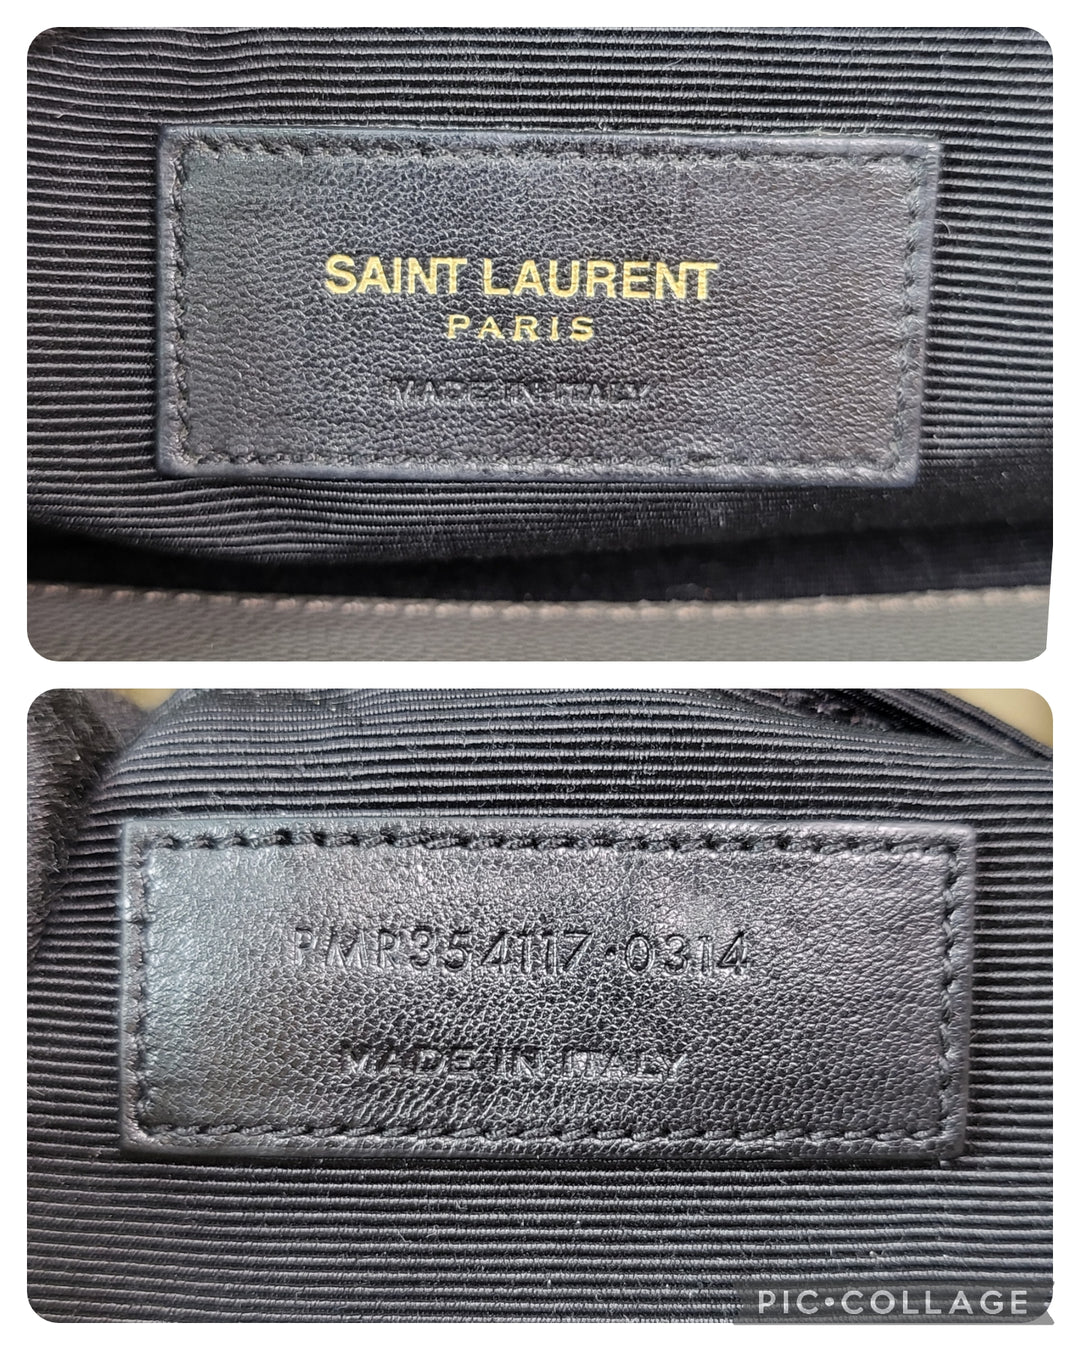 SAINT LAURENT
PARIS
MADE IN ITALY
PMR354117·0314
MADE IN ITALY
PIC•COLLAGE